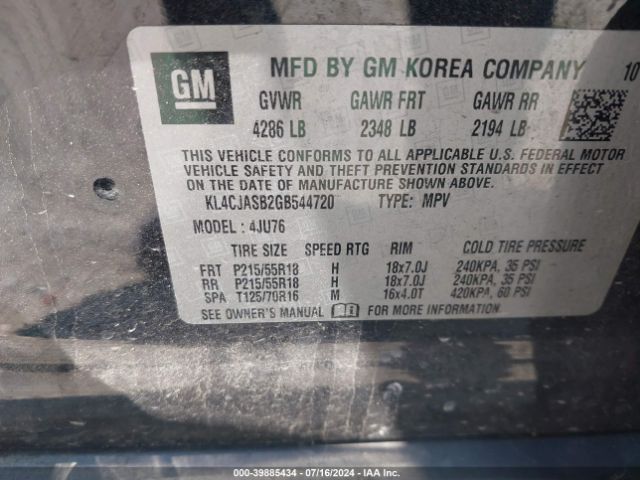 GM
MFD BY GM KOREA COMPANY 10
GVWR GAWR FRT GAWR RR
4286 LB 2348 LB 2194 LB
THIS VEHICLE CONFORMS TO ALL APPLICABLE U.S. FEDERAL MOTOR
VEHICLE SAFETY AND THEFT PREVENTION STANDARDS IN EFFECT
ON THE DATE OF MANUFACTURE SHOWN ABOVE.
KL4CJASB2GB544720 TYPE: MPV
MODEL: 4JU76
TIRE SIZE SPEED RTG RIM COLD TIRE PRESSURE
FRT P215/55R18 H 18x7.0J 240KPA, 35 PSI
RR P215/55R18 H 18x7.0J 240KPA, 35 PSI
SPA T125/70R16 M 16x4.0T 420KPA, 60 PSI
SEE OWNER'S MANUAL FOR MORE INFORMATION.
000-39885434 07/16/2024 IAA Inc.